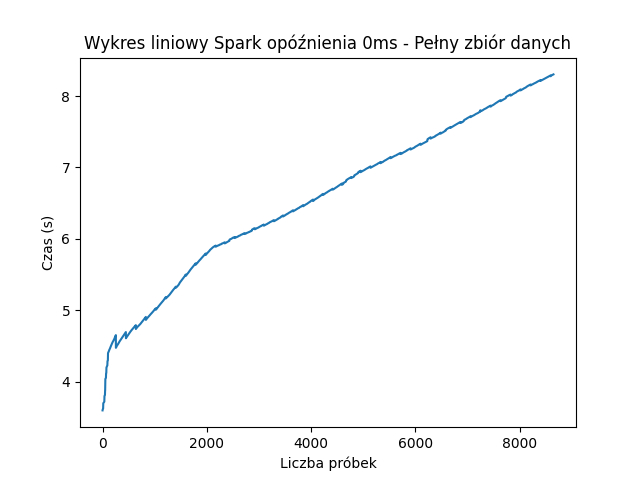 Wykres liniowy Spark opóźnienia 0ms - Pełny zbiór danych
8
7
6
5
4
Czas (s)
0 2000 4000 6000 8000
Liczba próbek